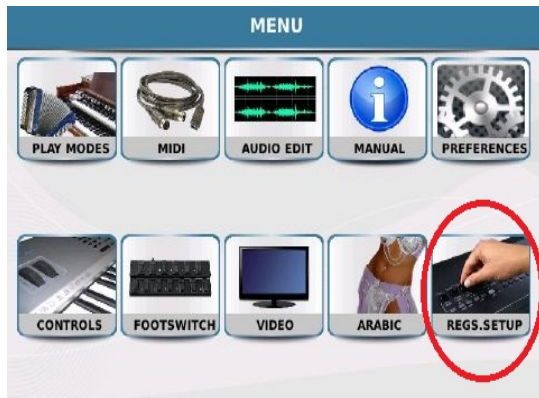 MENU
PLAY MODES
MIDI
AUDIO EDIT
MANUAL
PREFERENCES
CONTROLS
FOOTSWITCH
VIDEO
ARABIC
REGS.SETUP